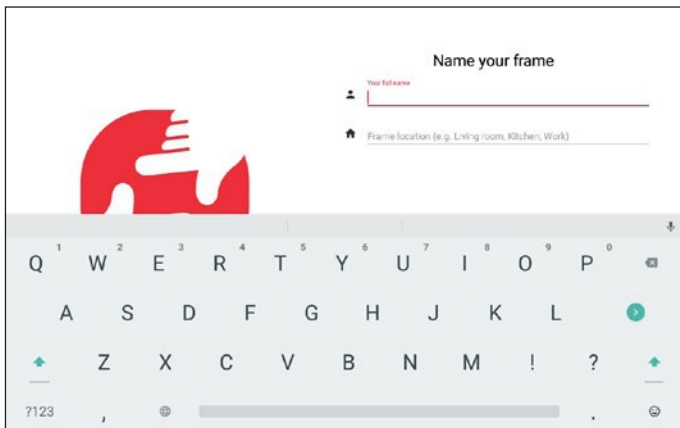 Name your frame
Your full name
Frame location (e.g. Living room, Kitchen, Work)
1 2 3 4 5 6 7 8 9 0
Q W E R T Y U I O P
A S D F G H J K L
Z X C V B N M ! ?
?123 , .